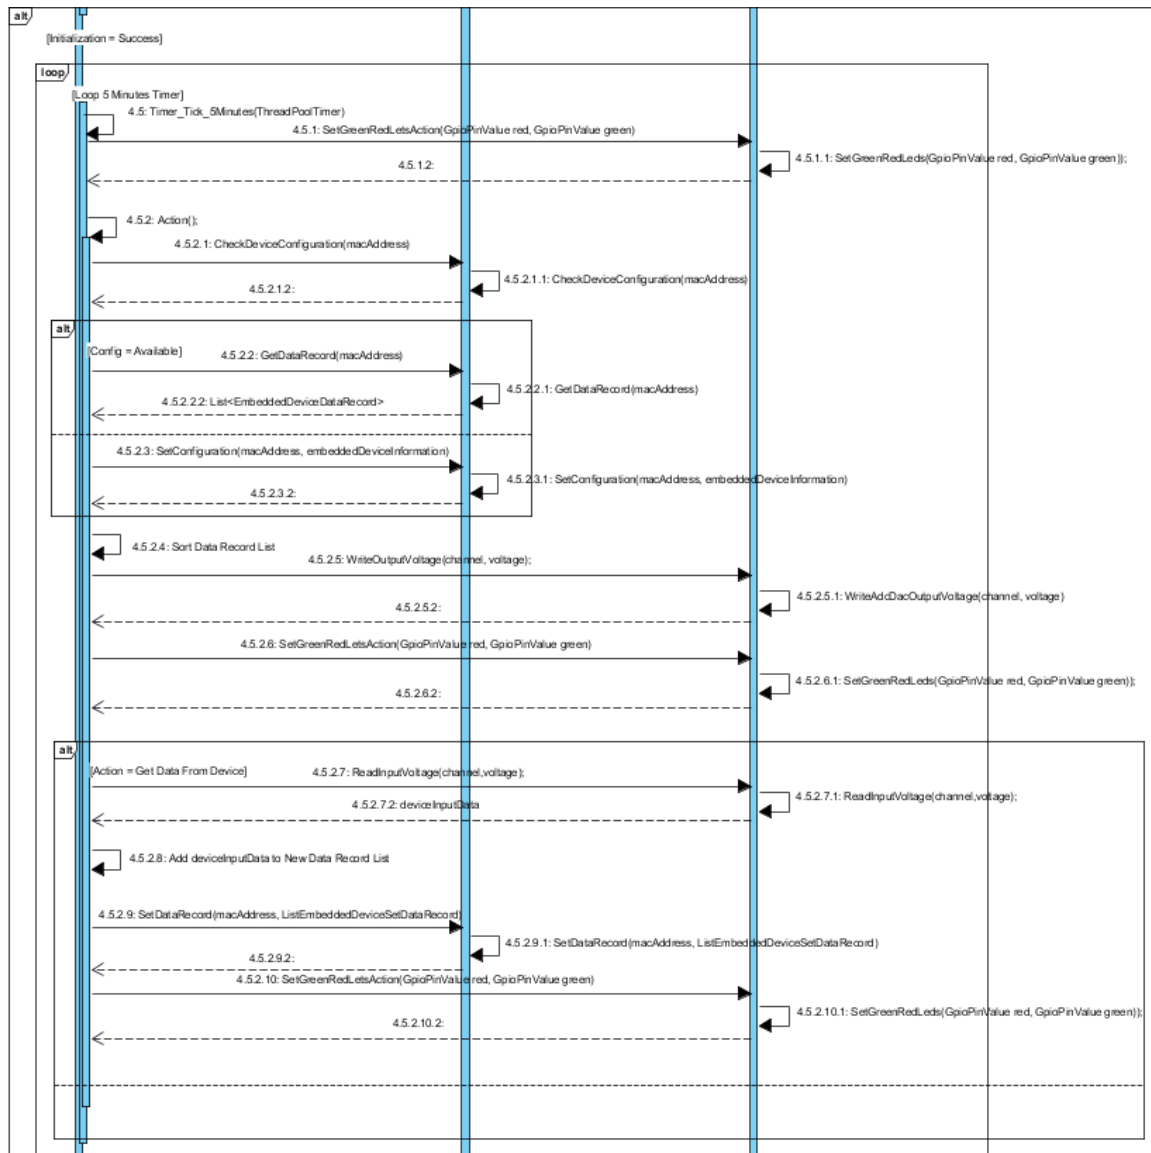 alt
[Initialization = Success]
loop
[Loop 5 Minutes Timer]
4.5: Timer_Tick_5Minutes(ThreadPoolTimer)
4.5.1: SetGreenRedLetsAction(GpioPinValue red, GpioPinValue green)
4.5.1.1: SetGreenRedLeds(GpioPinValue red, GpioPinValue green));
4.5.1.2:
4.5.2: Action();
4.5.2.1: CheckDeviceConfiguration(macAddress)
4.5.2.1.1: CheckDeviceConfiguration(macAddress)
4.5.2.1.2:
alt
[Config = Available]
4.5.2.2: GetDataRecord(macAddress)
4.5.2.2.1: GetDataRecord(macAddress)
4.5.2.2.2: List<EmbeddedDeviceDataRecord>
4.5.2.3: SetConfiguration(macAddress, embeddedDeviceInformation)
4.5.2.3.1: SetConfiguration(macAddress, embeddedDeviceInformation)
4.5.2.3.2:
4.5.2.4: Sort Data Record List
4.5.2.5: WriteOutputVoltage(channel, voltage);
4.5.2.5.1: WriteAdcDacOutputVoltage(channel, voltage)
4.5.2.5.2:
4.5.2.6: SetGreenRedLetsAction(GpioPinValue red, GpioPinValue green)
4.5.2.6.1: SetGreenRedLeds(GpioPinValue red, GpioPinValue green));
4.5.2.6.2:
alt
[Action = Get Data From Device]
4.5.2.7: ReadInputVoltage(channel,voltage);
4.5.2.7.1: ReadInputVoltage(channel,voltage);
4.5.2.7.2: deviceInputData
4.5.2.8: Add deviceInputData to New Data Record List
4.5.2.9: SetDataRecord(macAddress, ListEmbeddedDeviceSetDataRecord)
4.5.2.9.1: SetDataRecord(macAddress, ListEmbeddedDeviceSetDataRecord)
4.5.2.9.2:
4.5.2.10: SetGreenRedLetsAction(GpioPinValue red, GpioPinValue green)
4.5.2.10.1: SetGreenRedLeds(GpioPinValue red, GpioPinValue green));
4.5.2.10.2: